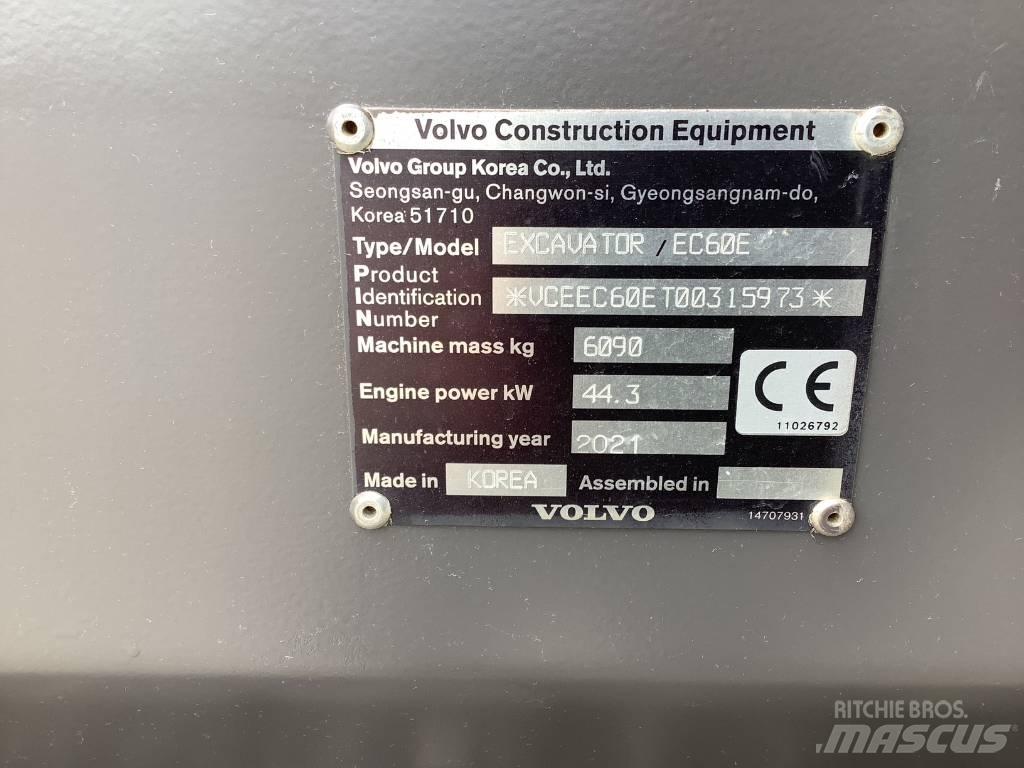 Volvo Construction Equipment
Volvo Group Korea Co., Ltd.
Seongsan-gu, Changwon-si, Gyeongsangnam-do,
Korea 51710
Type/Model EXCAVATOR / EC60E
Product
Identification *VCEEC60ET00315973*
Number
Machine mass kg 6090
Engine power kW 44.3
CE
11026792
Manufacturing year 2021
Made in KOREA Assembled in
VOLVO 14707931
RITCHIE BROS.
MASCUS